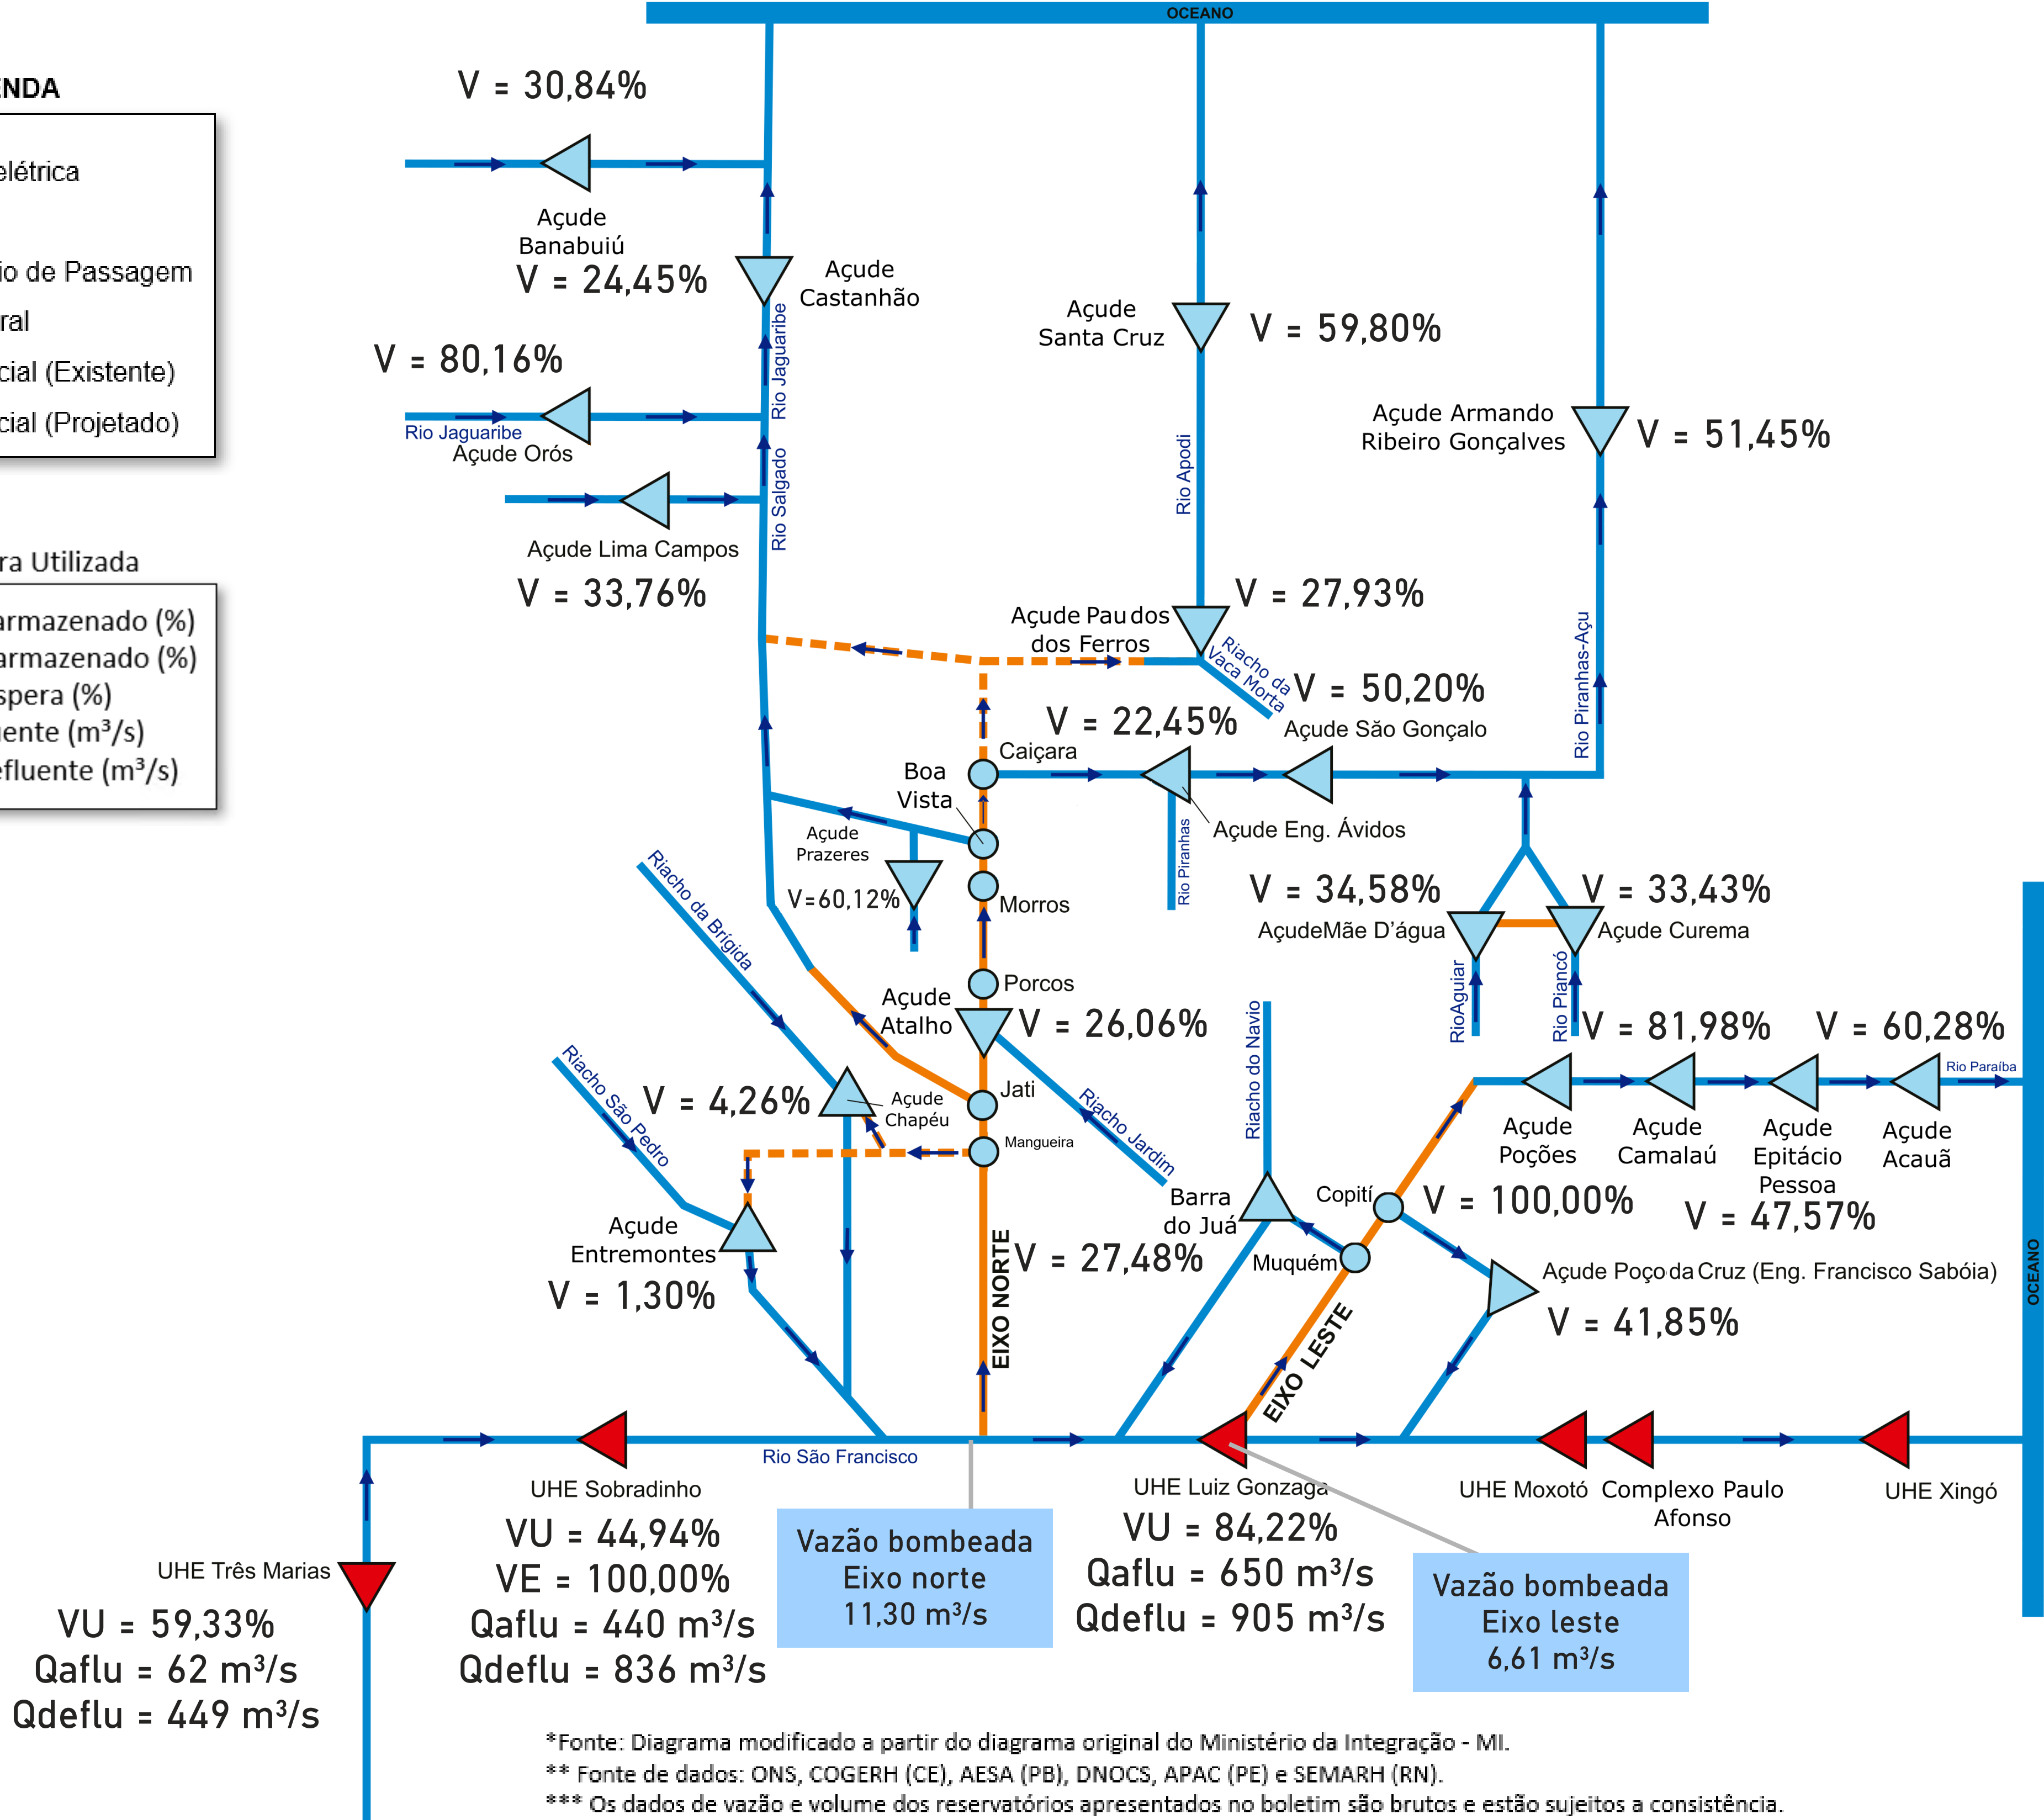 OCEANO
V = 30,84%
ENDA
elétrica
io de Passagem
ral
cial (Existente)
cial (Projetado)
Açude
Banabuiú
V = 24,45%
Açude
Castanhão
Rio Jaguaribe
V = 80,16%
Rio Jaguaribe
Açude Orós
Rio Salgado
Açude Lima Campos
V = 33,76%
Açude
Santa Cruz
V = 59,80%
Rio Apodi
Açude Armando
Ribeiro Gonçalves
V = 51,45%
Rio Piranhas-Açu
ra Utilizada
armazenado (%)
armazenado (%)
spera (%)
uente (m³/s)
efluente (m³/s)
Açude Pau dos
dos Ferros
V = 27,93%
Riacho da
Vaca Morta
V = 50,20%
Açude São Gonçalo
V = 22,45%
Caiçara
Boa
Vista
Açude Eng. Ávidos
Rio Piranhas
Açude
Prazeres
V=60,12%
Morros
Riacho da Brígida
Porcos
Açude
Atalho
V = 26,06%
V = 34,58%
AçudeMãe D'água
V = 33,43%
Açude Curema
RioAguiar
Rio Piancó
V = 81,98%
V = 60,28%
Rio Paraíba
Riacho São Pedro
V = 4,26%
Açude
Chapéu
Jati
Mangueira
Riacho Jardim
Riacho do Navio
Açude
Poções
Açude
Camalaú
Açude
Epitácio
Pessoa
Açude
Acauã
V = 100,00%
V = 47,57%
Barra
do Juá
Copití
Muquém
V = 27,48%
Açude
Entremontes
V = 1,30%
EIXO NORTE
EIXO LESTE
Açude Poço da Cruz (Eng. Francisco Sabóia)
V = 41,85%
OCEANO
Rio São Francisco
UHE Sobradinho
VU = 44,94%
VE = 100,00%
Qaflu = 440 m³/s
Qdeflu = 836 m³/s
Vazão bombeada
Eixo norte
11,30 m³/s
UHE Luiz Gonzaga
VU = 84,22%
Qaflu = 650 m³/s
Qdeflu = 905 m³/s
Vazão bombeada
Eixo leste
6,61 m³/s
UHE Moxotó
Complexo Paulo
Afonso
UHE Xingó
UHE Três Marias
VU = 59,33%
Qaflu = 62 m³/s
Qdeflu = 449 m³/s
*Fonte: Diagrama modificado a partir do diagrama original do Ministério da Integração - MI.
** Fonte de dados: ONS, COGERH (CE), AESA (PB), DNOCS, APAC (PE) e SEMARH (RN).
*** Os dados de vazão e volume dos reservatórios apresentados no boletim são brutos e estão sujeitos a consistência.